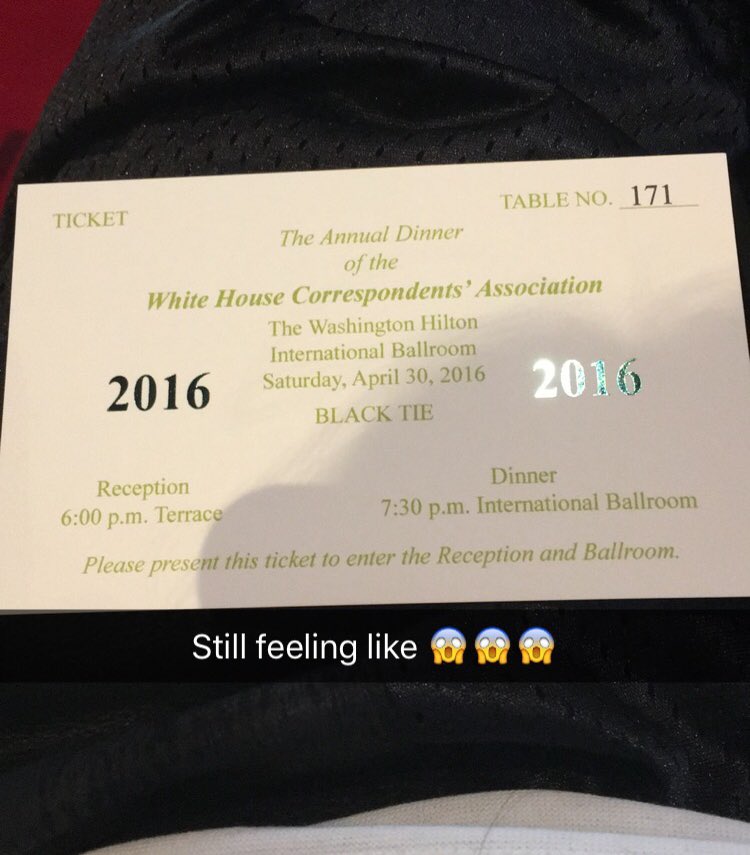 TICKET
TABLE NO. 171
The Annual Dinner
of the
White House Correspondents' Association
The Washington Hilton
International Ballroom
Saturday, April 30, 2016
BLACK TIE
2016
2016
Reception
6:00 p.m. Terrace
Dinner
7:30 p.m. International Ballroom
Please present this ticket to enter the Reception and Ballroom.
Still feeling like 😱😱😱